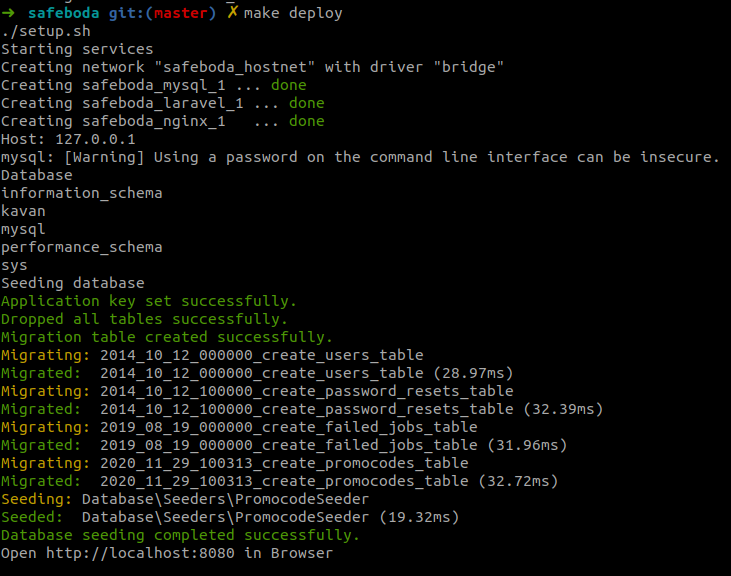 ➜  safeboda git:(master) ✗ make deploy
./setup.sh
Starting services
Creating network "safeboda_hostnet" with driver "bridge"
Creating safeboda_mysql_1 ... done
Creating safeboda_laravel_1 ... done
Creating safeboda_nginx_1   ... done
Host: 127.0.0.1
mysql: [Warning] Using a password on the command line interface can be insecure.
Database
information_schema
kavan
mysql
performance_schema
sys
Seeding database
Application key set successfully.
Dropped all tables successfully.
Migration table created successfully.
Migrating: 2014_10_12_000000_create_users_table
Migrated:  2014_10_12_000000_create_users_table (28.97ms)
Migrating: 2014_10_12_100000_create_password_resets_table
Migrated:  2014_10_12_100000_create_password_resets_table (32.39ms)
Migrating: 2019_08_19_000000_create_failed_jobs_table
Migrated:  2019_08_19_000000_create_failed_jobs_table (31.96ms)
Migrating: 2020_11_29_100313_create_promocodes_table
Migrated:  2020_11_29_100313_create_promocodes_table (32.72ms)
Seeding: Database\Seeders\PromocodeSeeder
Seeded:  Database\Seeders\PromocodeSeeder (19.32ms)
Database seeding completed successfully.
Open http://localhost:8080 in Browser